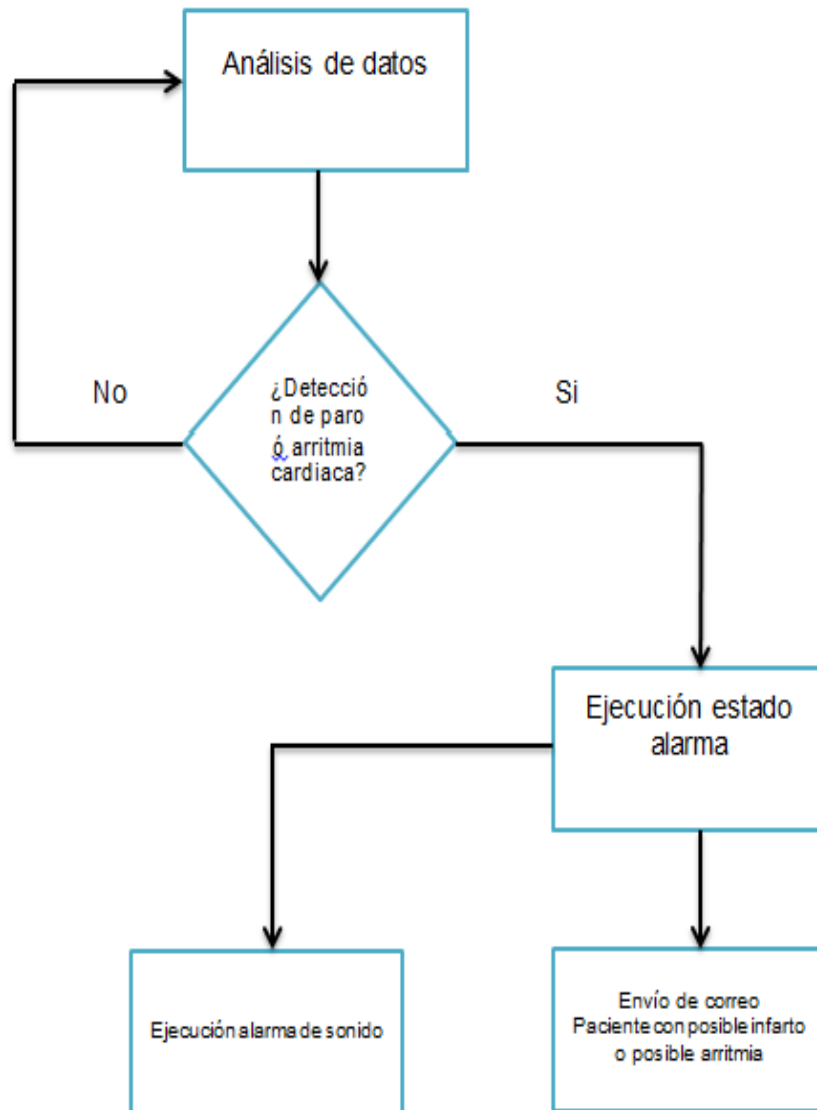 Análisis de datos
¿Detecció
n de paro
ó arritmia
cardiaca?
No
Si
Ejecución estado
alarma
Ejecución alarma de sonido
Envío de correo
Paciente con posible infarto
o posible arritmia